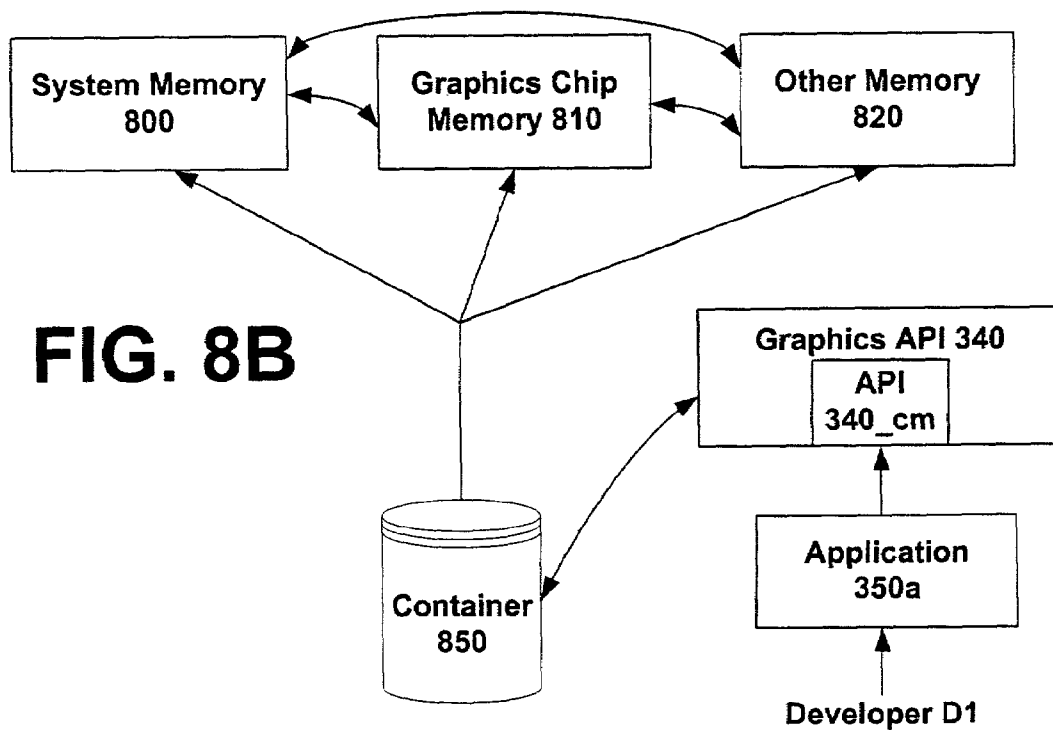 System Memory
800
Graphics Chip
Memory 810
Other Memory
820
FIG. 8B
Graphics API 340
API
340_cm
Container
850
Application
350a
Developer D1